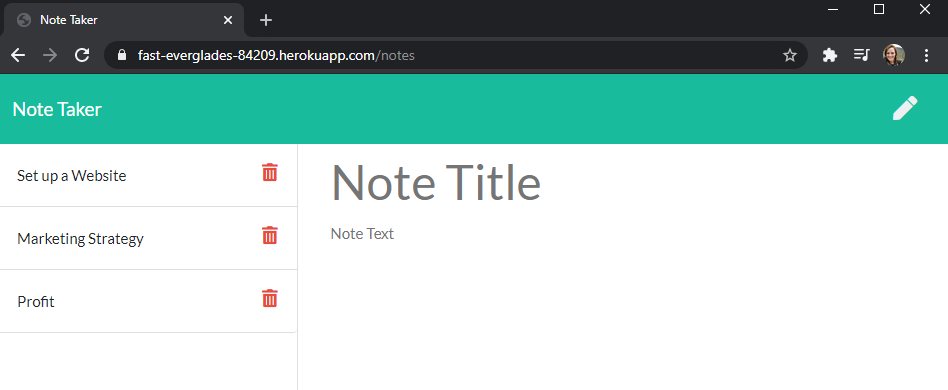 Note Taker
fast-everglades-84209.herokuapp.com/notes
Note Taker
Set up a Website
Marketing Strategy
Profit
Note Title
Note Text